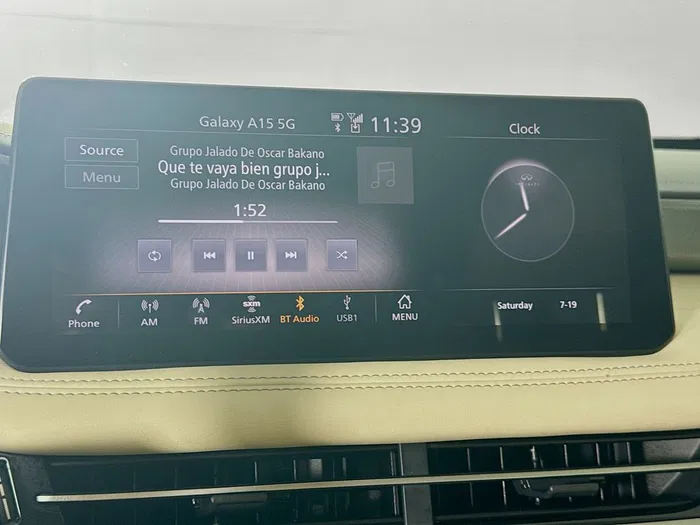 Galaxy A15 5G
11:39
Clock
Source
Menu
Grupo Jalado De Oscar Bakano
Que te vaya bien grupo j...
Grupo Jalado De Oscar Bakano
1:52
INFINITI
Phone
AM
FM
sxm
SiriusXM
BT Audio
USB1
MENU
Saturday 7-19